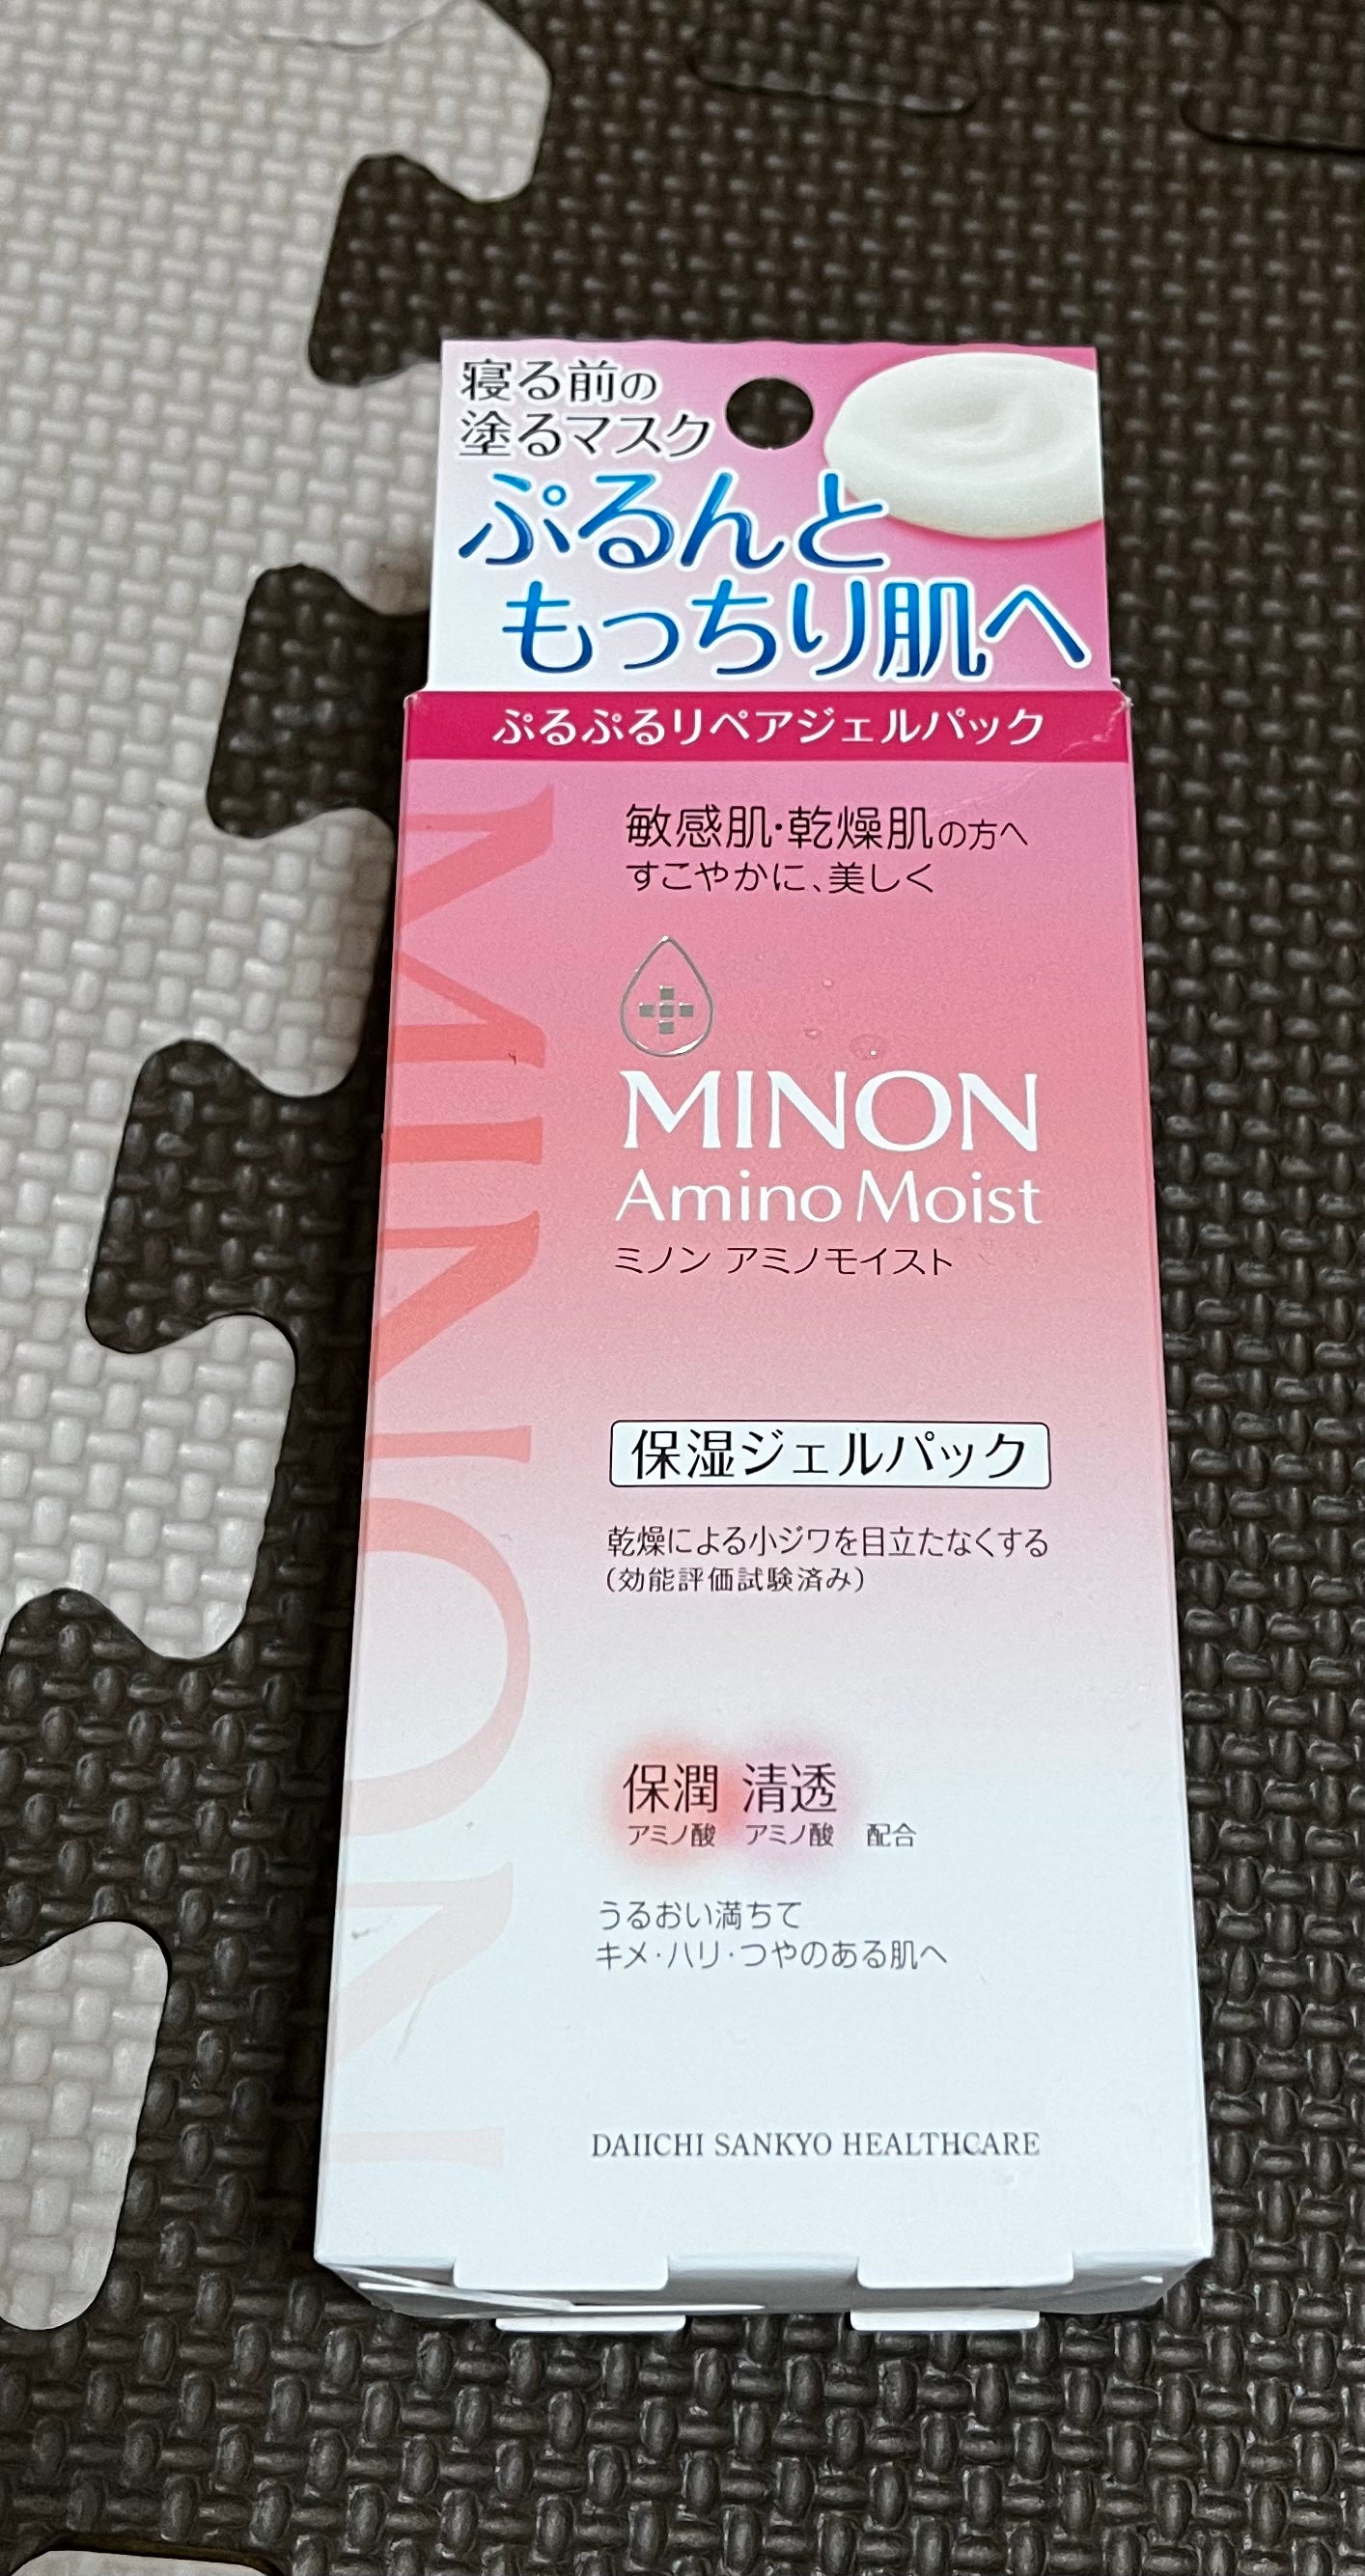 寝る前の
塗るマスク
ぷるんと
もっちり肌へ
ぷるぷるリペアジェルパック
敏感肌・乾燥肌の方へ
すこやかに、美しく
MINON
Amino Moist
ミノン アミノモイスト
MINON
保湿ジェルパック
乾燥による小ジワを目立たなくする
(効能評価試験済み)
保潤 清透
アミノ酸 アミノ酸 配合
うるおい満ちて
キメ・ハリ・つやのある肌へ
DAIICHI SANKYO HEALTHCARE